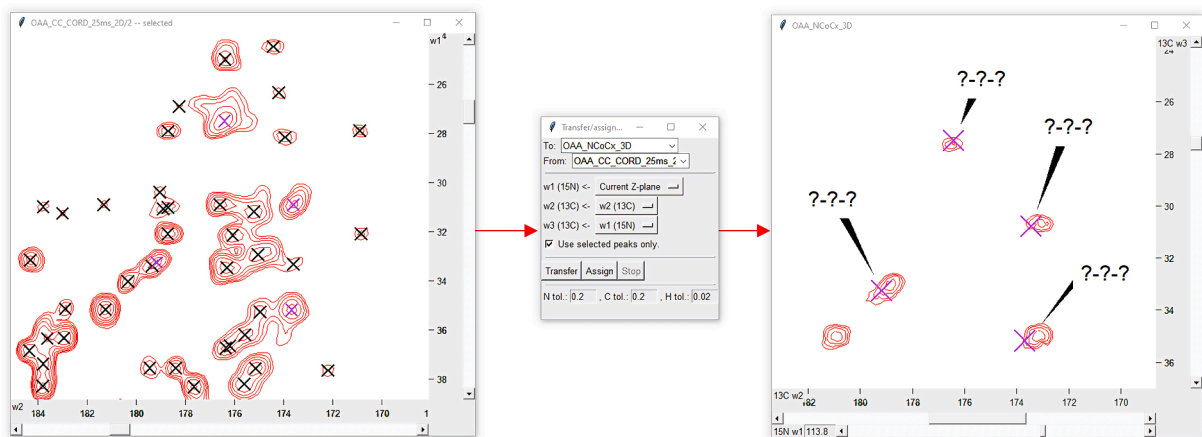 OAA_CC_CORD_25ms_2D/2 -- selected
w1
4
26
28
30
32
34
36
38
w2
184
182
180
178
176
174
172
170
1
Transfer/assign...
To: OAA_NCoCx_3D
From: OAA_CC_CORD_25ms_2
w1 (15N) <- Current Z-plane
w2 (13C) <- w2 (13C)
w3 (13C) <- w1 (15N)
Use selected peaks only.
Transfer Assign Stop
N tol.: 0.2 , C tol.: 0.2 , H tol.: 0.02
OAA_NCoCx_3D
13C w3
24
26
28
30
32
34
36
?-?-?
?-?-?
?-?-?
?-?-?
13C w2
182
180
178
176
174
172
170
15N w1 113.8